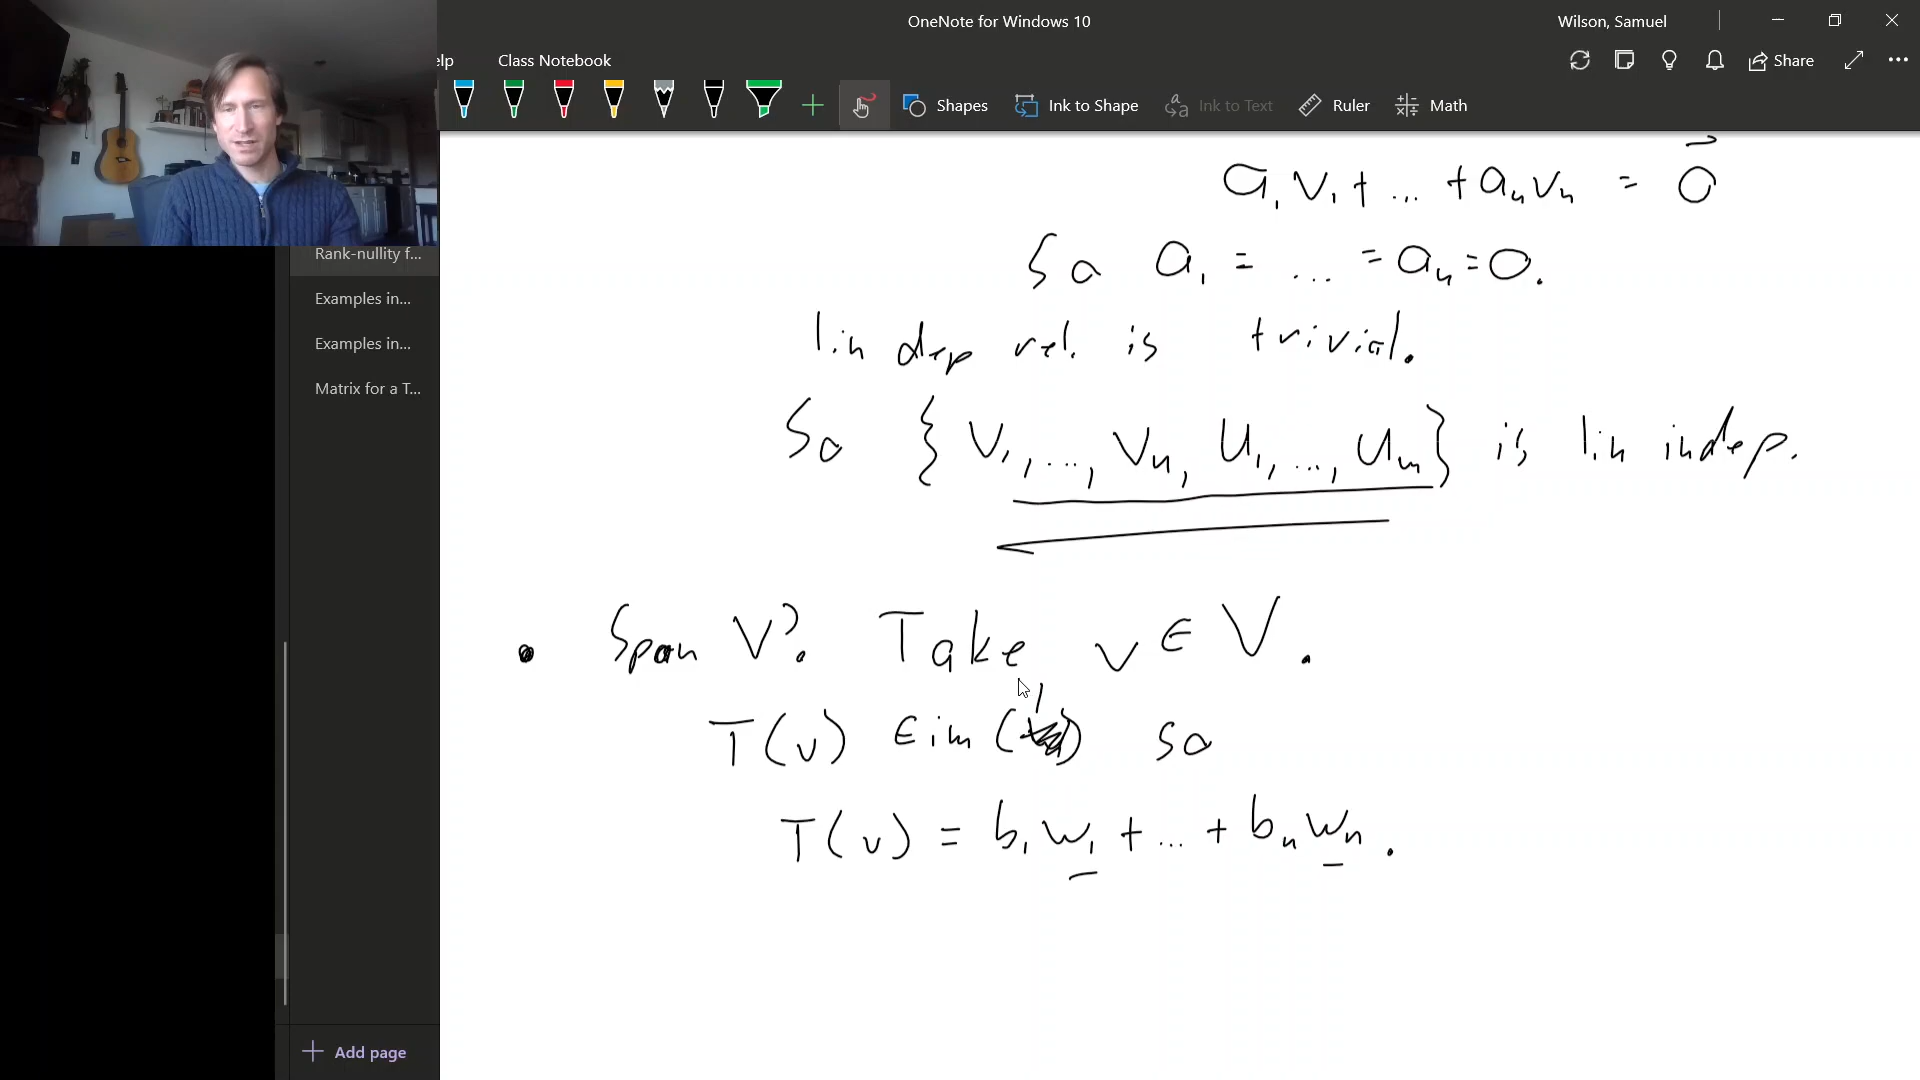 OneNote for Windows 10
Wilson, Samuel
elp
Class Notebook
Share
Shapes
Ink to Shape
Ink to Text
Ruler
Math
Rank-nullity f...
Examples in...
Examples in...
Matrix for a T...
Add page
a₁v₁ + ... + aₙvₙ = 0⃗
So a₁ = ... = aₙ = 0.
lin dep rel. is trivial.
So {v₁, ..., vₙ, u₁, ..., uₘ} is lin indep.
• Span V? Take v ∈ V.
T(v) ∈ im( ) so
T(v) = b₁w₁ + ... + bₙwₙ.